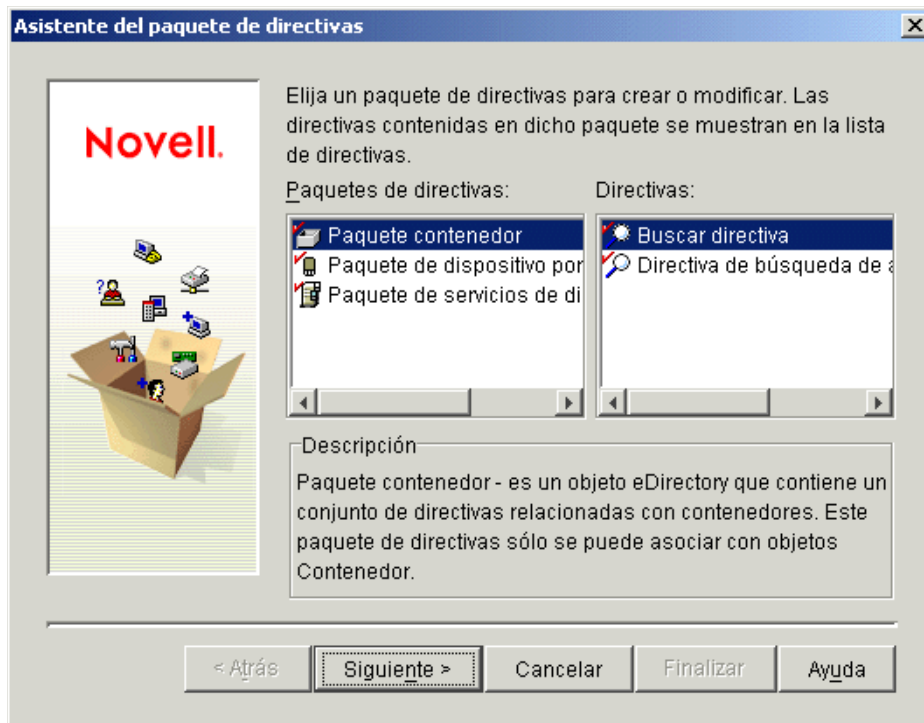 Asistente del paquete de directivas
Novell.
Elija un paquete de directivas para crear o modificar. Las
directivas contenidas en dicho paquete se muestran en la lista
de directivas.
Paquetes de directivas:
Directivas:
Paquete contenedor
Paquete de dispositivo por
Paquete de servicios de di
Buscar directiva
Directiva de búsqueda de a
Descripción
Paquete contenedor - es un objeto eDirectory que contiene un
conjunto de directivas relacionadas con contenedores. Este
paquete de directivas sólo se puede asociar con objetos
Contenedor.
< Atrás
Siguiente >
Cancelar
Finalizar
Ayuda